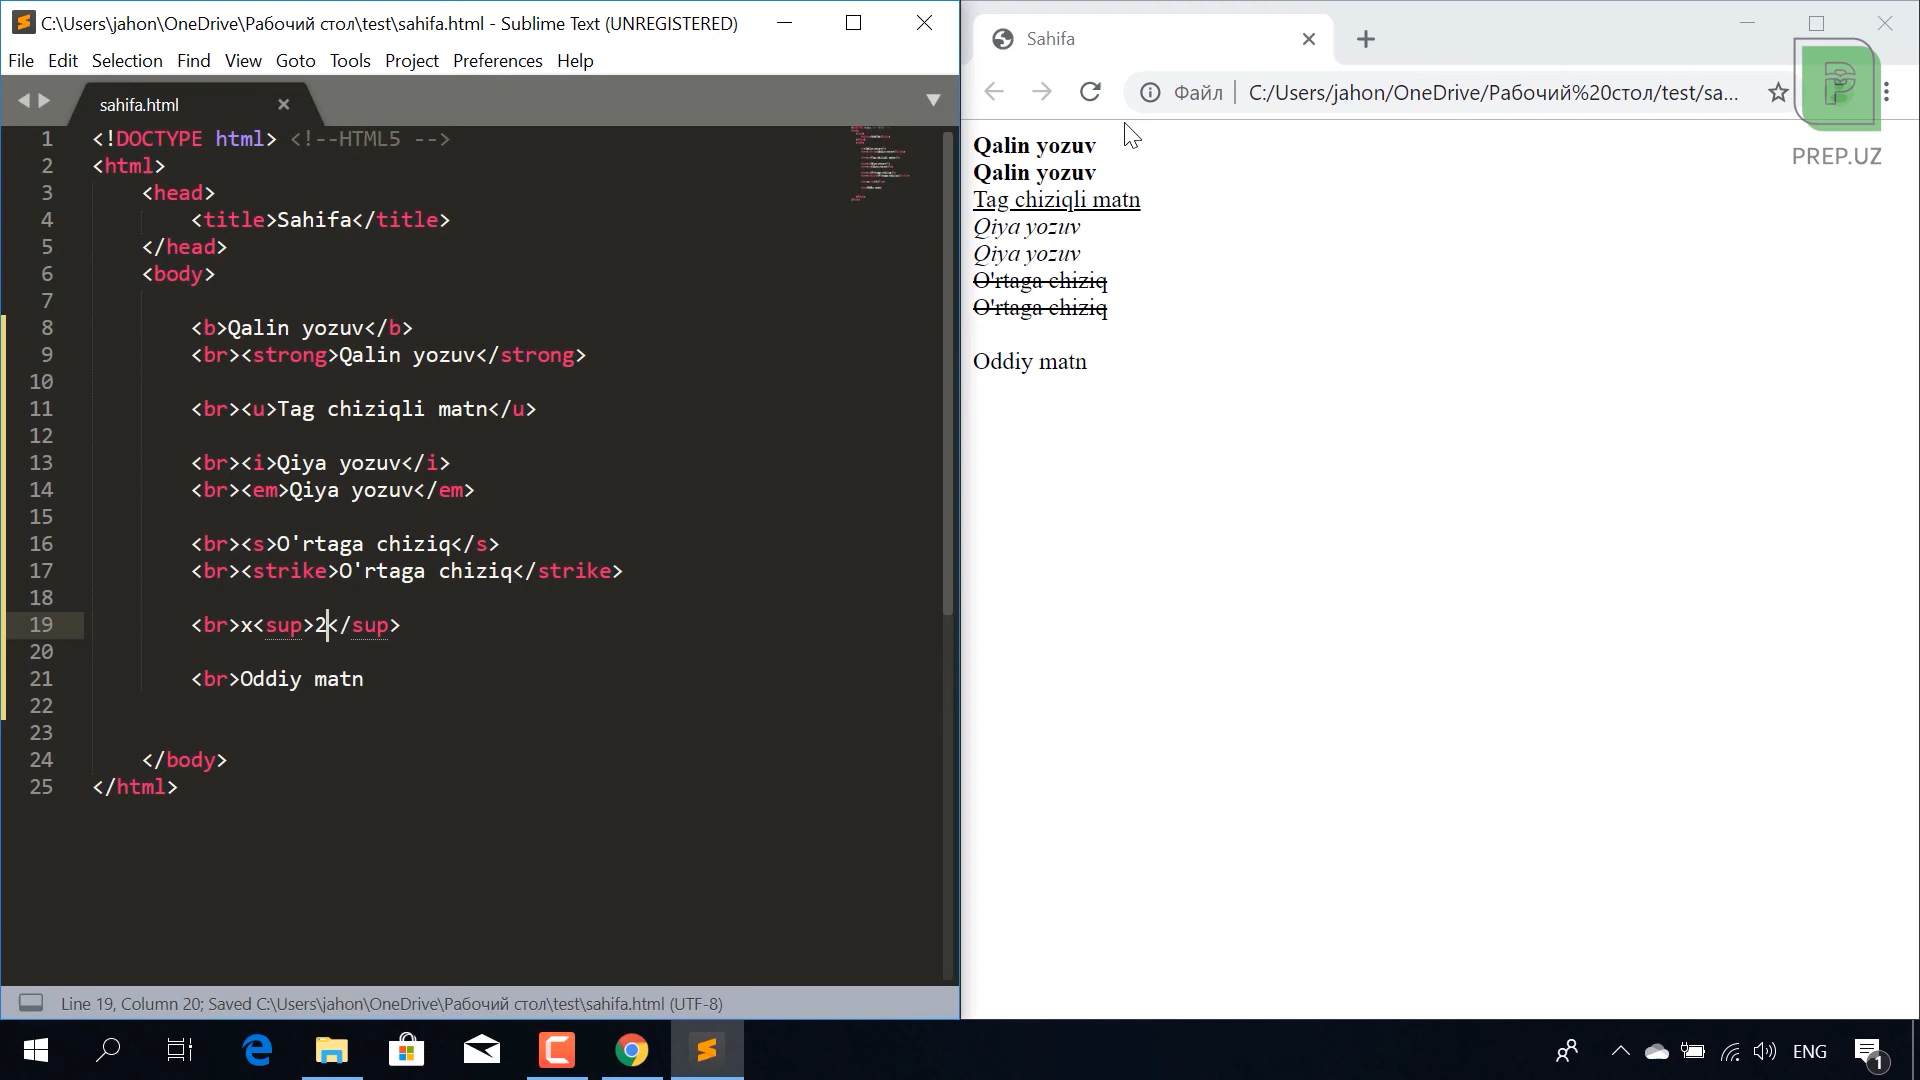 C:\Users\jahon\OneDrive\Рабочий стол\test\sahifa.html - Sublime Text (UNREGISTERED)
File Edit Selection Find View Goto Tools Project Preferences Help
sahifa.html
1 <!DOCTYPE html> <!--HTML5 -->
2 <html>
3 <head>
4 <title>Sahifa</title>
5 </head>
6 <body>
7
8 <b>Qalin yozuv</b>
9 <br><strong>Qalin yozuv</strong>
10
11 <br><u>Tag chiziqli matn</u>
12
13 <br><i>Qiya yozuv</i>
14 <br><em>Qiya yozuv</em>
15
16 <br><s>O'rtaga chiziq</s>
17 <br><strike>O'rtaga chiziq</strike>
18
19 <br>x<sup>2</sup>
20
21 <br>Oddiy matn
22
23
24 </body>
25 </html>
Line 19, Column 20; Saved C:\Users\jahon\OneDrive\Рабочий стол\test\sahifa.html (UTF-8)
Sahifa
Файл C:/Users/jahon/OneDrive/Рабочий%20стол/test/sa...
PREP.UZ
Qalin yozuv
Qalin yozuv
Tag chiziqli matn
Qiya yozuv
Qiya yozuv
O'rtaga chiziq
O'rtaga chiziq
Oddiy matn
ENG
1